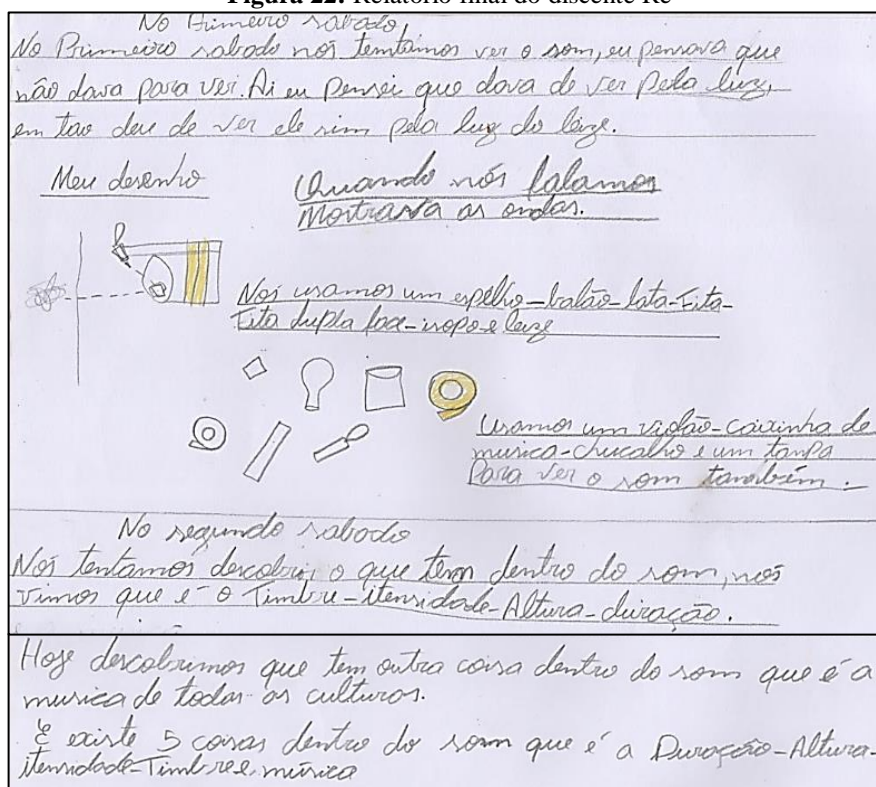 Figura 22: Relatório final do discente Re
No Primeiro sabado,
No Primeiro sabado nós temtamos ver o som, eu pensava que
não dava para ver. Ai eu Pensei que dava de ver Pela luz,
em tao deu de ver ele sim pela luz do laze.
Meu desenho
Quando nós falamos
Mostrava as ondas.
Nos usamos um espelho-balão-lata-Fita-
Fita dupla face-isopo-e laze
Usamos um violão-caixinha de
musica-chucalho e um tanpa
Para ver o som também.
No segundo sabado
Nós tentamos descobrir o que tem dentro do som, nós
vimos que é o Timbre-itensidade-Altura-duração.
Hoje descobrimos que tem outra coisa dentro do som que é a
musica de todas as culturas.
E existe 5 coisas dentro do som que é a Duração-Altura-
itensidade-Timbre e música